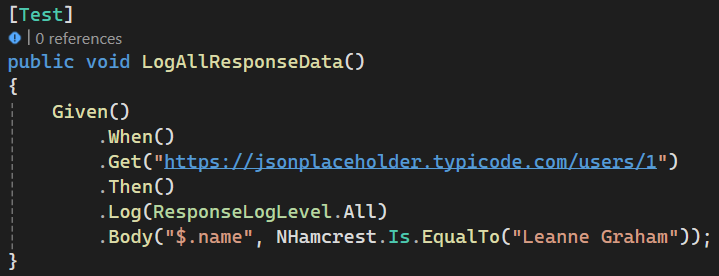 [Test]
| 0 references
public void LogAllResponseData()
{
Given()
.When()
.Get("https://jsonplaceholder.typicode.com/users/1")
.Then()
.Log(ResponseLogLevel.All)
.Body("$.name", NHamcrest.Is.EqualTo("Leanne Graham"));
}